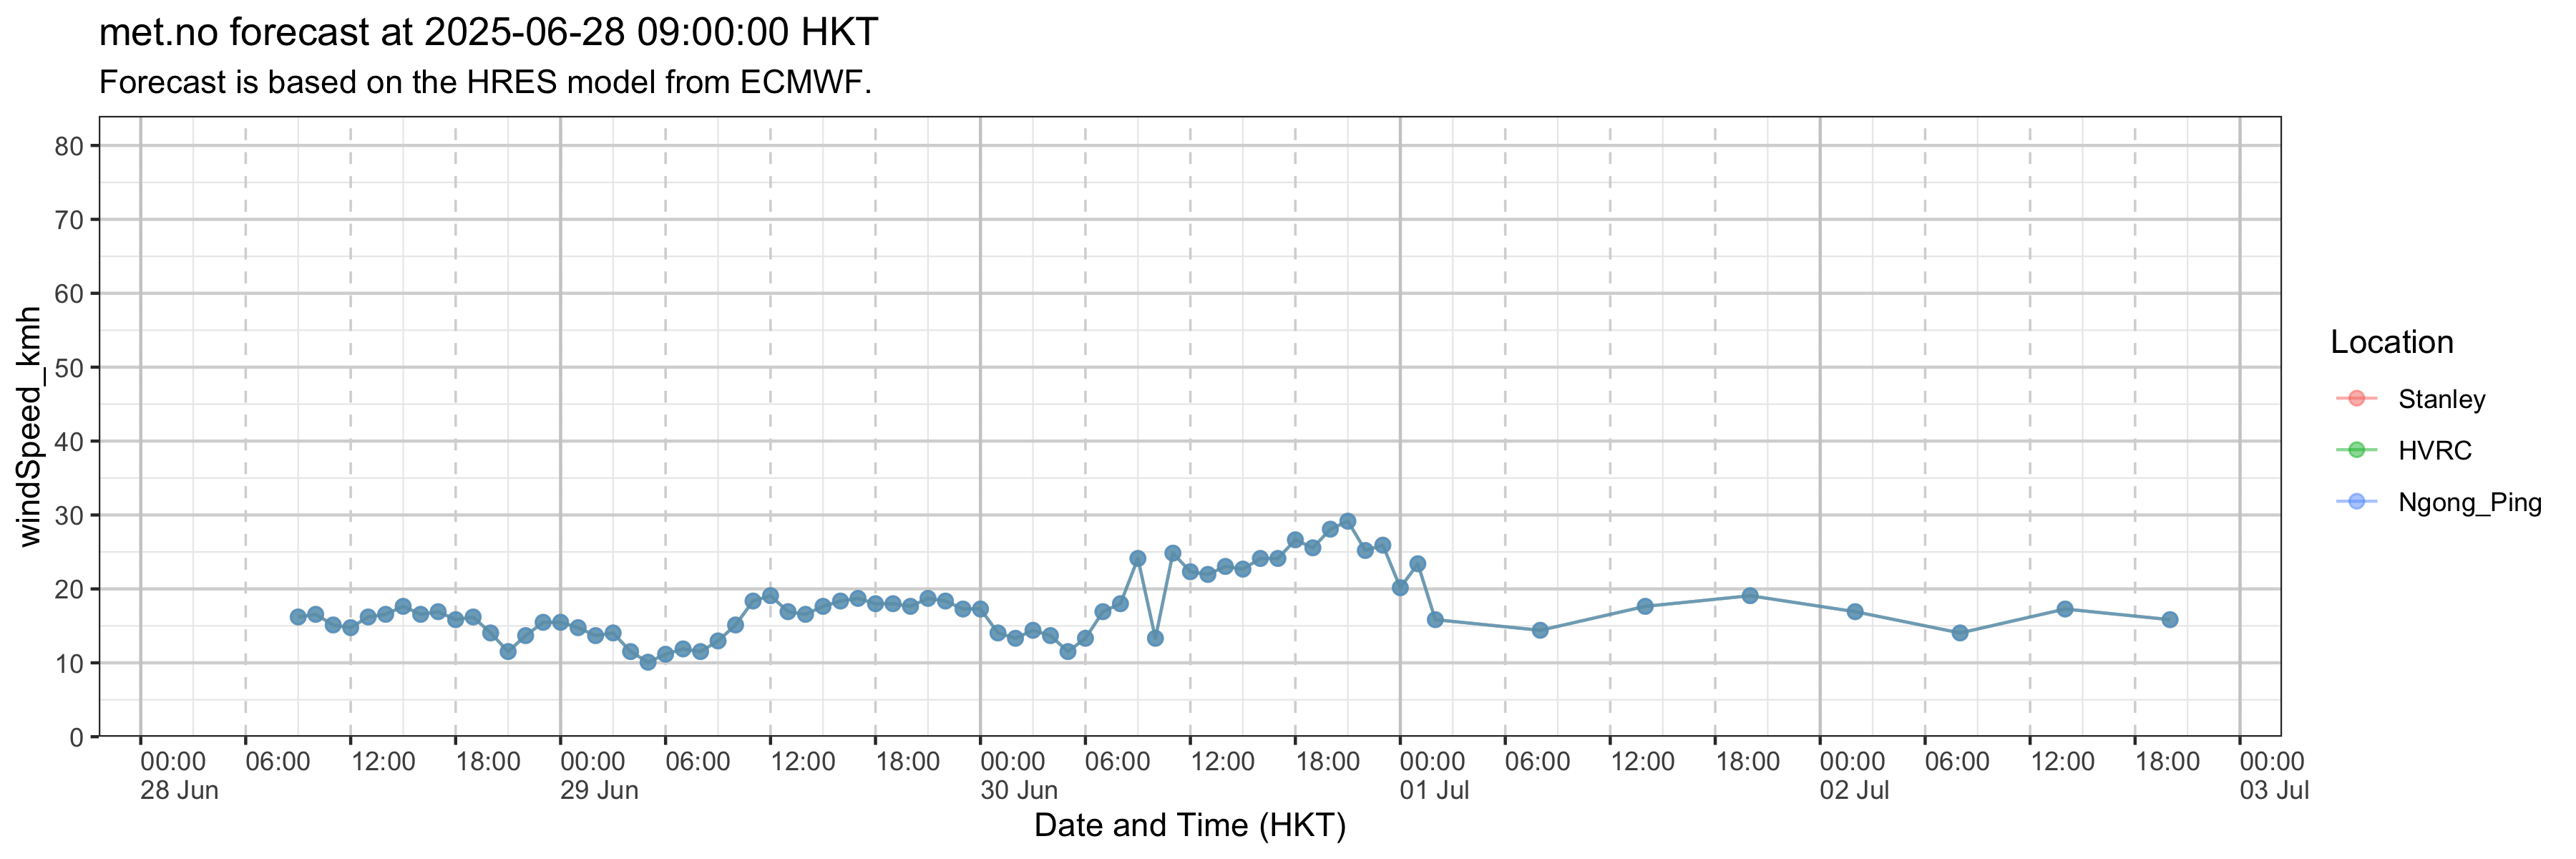 met.no forecast at 2025-06-28 09:00:00 HKT
Forecast is based on the HRES model from ECMWF.
windSpeed_kmh
80
70
60
50
40
30
20
10
0
00:00 06:00 12:00 18:00 00:00 06:00 12:00 18:00 00:00 06:00 12:00 18:00 00:00 06:00 12:00 18:00 00:00 06:00 12:00 18:00 00:00
28 Jun 29 Jun 30 Jun 01 Jul 02 Jul 03 Jul
Date and Time (HKT)
Location
Stanley
HVRC
Ngong_Ping